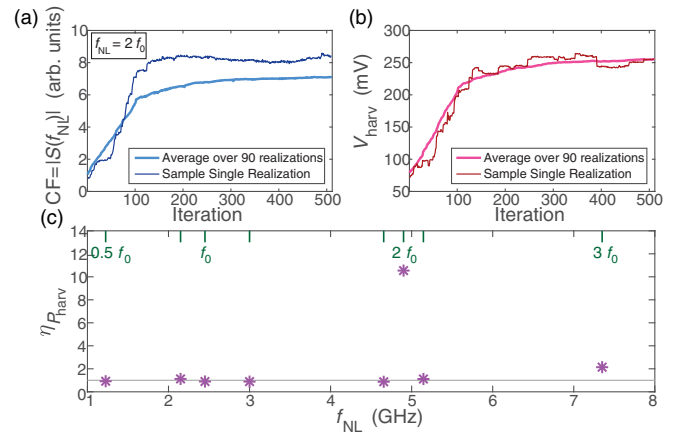 (a)
CF=|S(f_NL)| (arb. units)
10
8
6
4
2
0
f_NL = 2 f_0
Average over 90 realizations
Sample Single Realization
100 200 300 400 500
Iteration
(b)
V_harv (mV)
300
250
200
150
100
50
Average over 90 realizations
Sample Single Realization
100 200 300 400 500
Iteration
(c)
η_P_harv
14
12
10
8
6
4
2
0
0.5 f_0 f_0 2 f_0 3 f_0
1 2 3 4 5 6 7 8
f_NL (GHz)